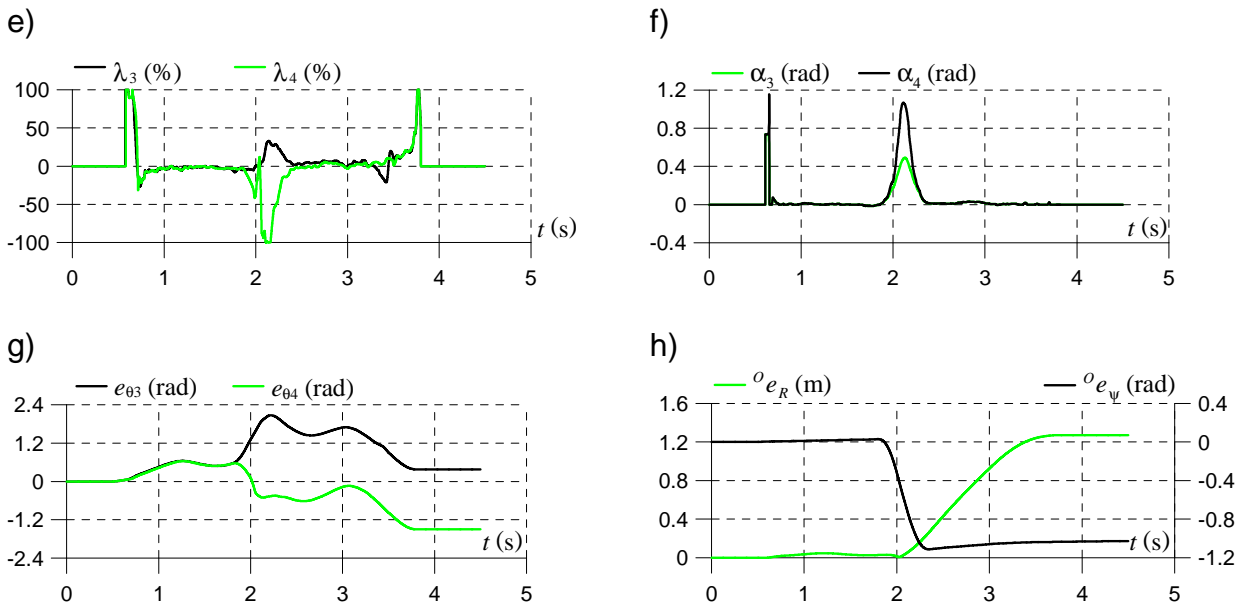 e)
λ3 (%) λ4 (%)
100
50
0
-50
-100
t (s)
0 1 2 3 4 5
f)
α3 (rad) α4 (rad)
1.2
0.8
0.4
0
-0.4
t (s)
0 1 2 3 4 5
g)
eθ3 (rad) eθ4 (rad)
2.4
1.2
0
-1.2
-2.4
t (s)
0 1 2 3 4 5
h)
OeR (m) Oeψ (rad)
1.6 0.4
1.2 0
0.8 -0.4
0.4 -0.8
0 -1.2
t (s)
0 1 2 3 4 5